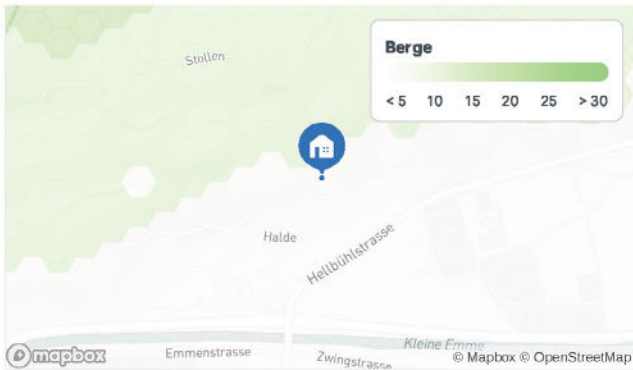 Stollen
Berge
< 5 10 15 20 25 > 30
Halde
Hellbühlstrasse
Kleine Emme
mapbox
Emmenstrasse
Zwingstrasse
© Mapbox © OpenStreetMap